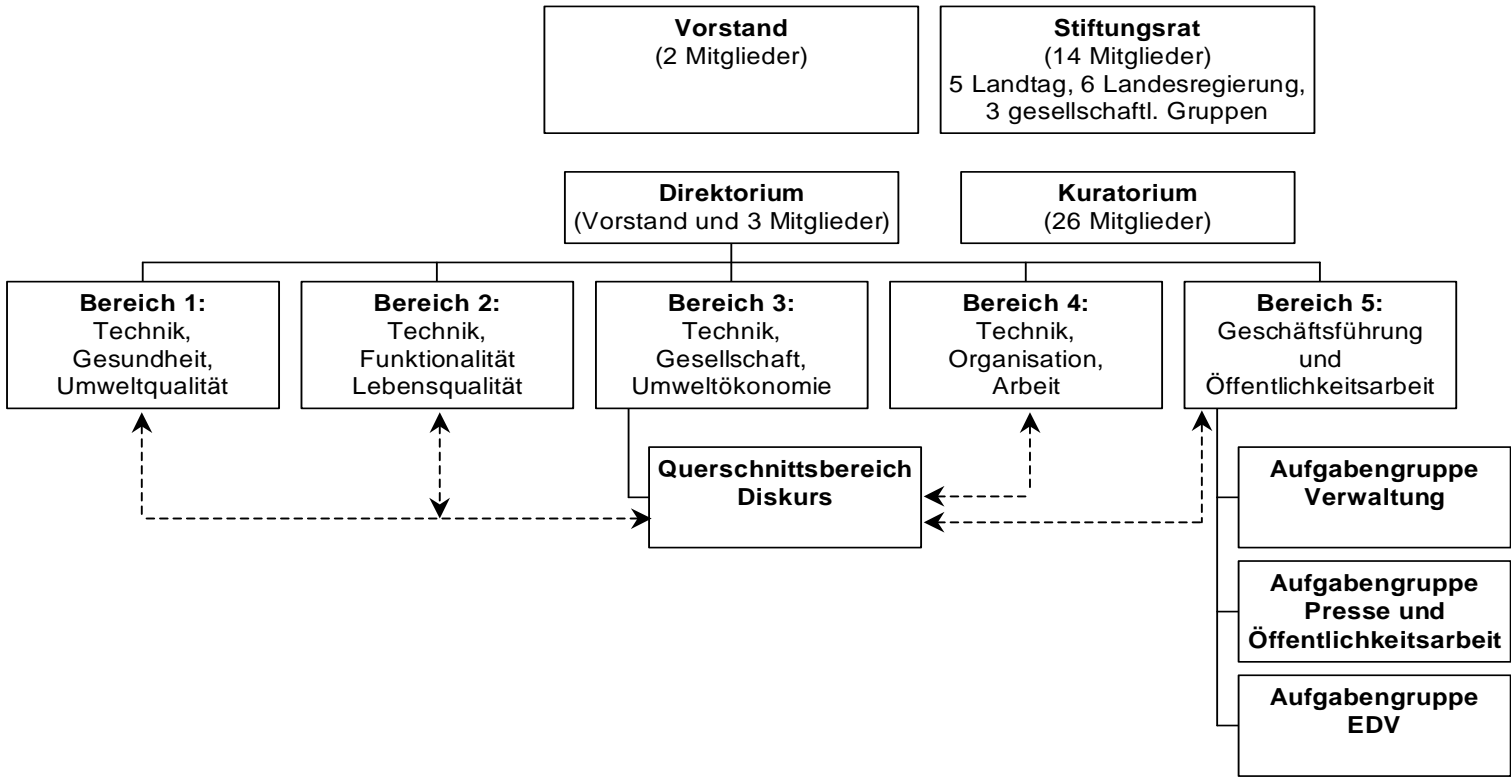 Vorstand
(2 Mitglieder)
Stiftungsrat
(14 Mitglieder)
5 Landtag, 6 Landesregierung,
3 gesellschaftl. Gruppen
Direktorium
(Vorstand und 3 Mitglieder)
Kuratorium
(26 Mitglieder)
Bereich 1:
Technik,
Gesundheit,
Umweltqualität
Bereich 2:
Technik,
Funktionalität
Lebensqualität
Bereich 3:
Technik,
Gesellschaft,
Umweltökonomie
Bereich 4:
Technik,
Organisation,
Arbeit
Bereich 5:
Geschäftsführung
und
Öffentlichkeitsarbeit
Querschnittsbereich
Diskurs
Aufgabengruppe
Verwaltung
Aufgabengruppe
Presse und
Öffentlichkeitsarbeit
Aufgabengruppe
EDV